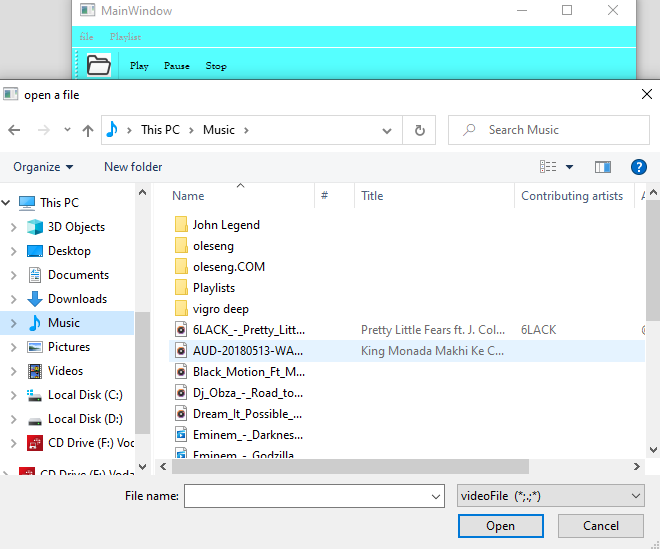 MainWindow
file Playlist
Play Pause Stop
open a file
This PC Music Search Music
Organize New folder
Name # Title Contributing artists
This PC
3D Objects
Desktop
Documents
Downloads
Music
Pictures
Videos
Local Disk (C:)
Local Disk (D:)
CD Drive (F:) Vod
CD Drive (F:) Voda
John Legend
oleseng
oleseng.COM
Playlists
vigro deep
6LACK_-_Pretty_Litt... Pretty Little Fears ft. J. Col... 6LACK
AUD-20180513-WA... King Monada Makhi Ke C...
Black_Motion_Ft_M...
Dj_Obza_-_Road_to...
Dream_It_Possible_...
Eminem_-_Darknes...
Eminem_-_Godzilla
File name: videoFile (*;.;*)
Open Cancel